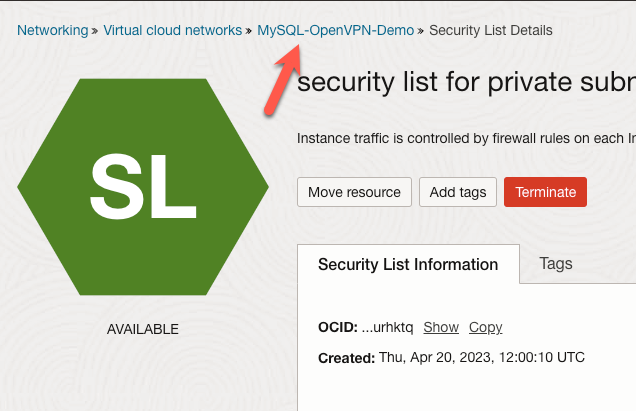 Networking » Virtual cloud networks » MySQL-OpenVPN-Demo » Security List Details
security list for private subn
Instance traffic is controlled by firewall rules on each In
SL
Move resource Add tags Terminate
Security List Information Tags
AVAILABLE
OCID: ...urhktq Show Copy
Created: Thu, Apr 20, 2023, 12:00:10 UTC